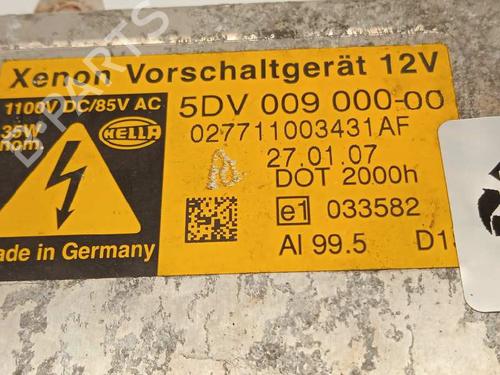 Xenon Vorschaltgerät 12V
1100V DC/85V AC
35W
nom.
HELLA
5DV 009 000-00
027711003431AF
27.01.07
DOT 2000h
e1 033582
Al 99.5
Made in Germany